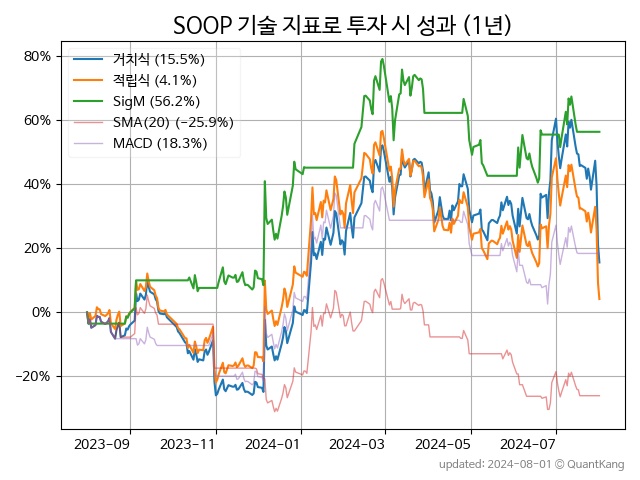 SOOP 기술 지표로 투자 시 성과 (1년)
80%
60%
40%
20%
0%
−20%
거치식 (15.5%)
적립식 (4.1%)
SigM (56.2%)
SMA(20) (−25.9%)
MACD (18.3%)
2023-09
2023-11
2024-01
2024-03
2024-05
2024-07
updated: 2024-08-01 © QuantKang